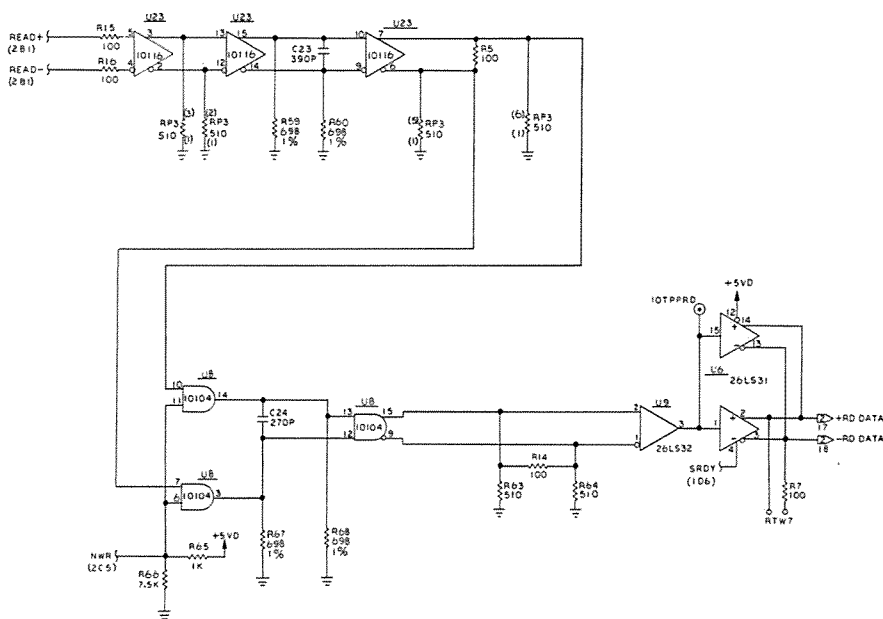 U23
U23
U23
READ+
(2B1)
R15
100
5
3
10116
4
2
13
15
10116
12
14
C23
390P
10
7
10116
9
6
R5
100
READ-
(2B1)
R16
100
RP3
510
(3)
(1)
(2)
RP3
510
(1)
R59
698
1%
R60
698
1%
(5)
RP3
510
(1)
(6)
RP3
510
(1)
10TPPRD
+5VD
12
14
15
+
-
13
U6
26LS31
U8
10
11
10104
14
C24
270P
U8
13
15
10104
12
9
U9
2
3
1
26LS32
1
+
2
-
3
4
2
+RD DATA
17
2
-RD DATA
18
SRDY
(1D6)
R7
100
RTW7
U8
7
6
10104
3
R14
100
R63
510
R64
510
R67
698
1%
R68
698
1%
NWR
(2C5)
R65
1K
+5VD
R66
7.5K